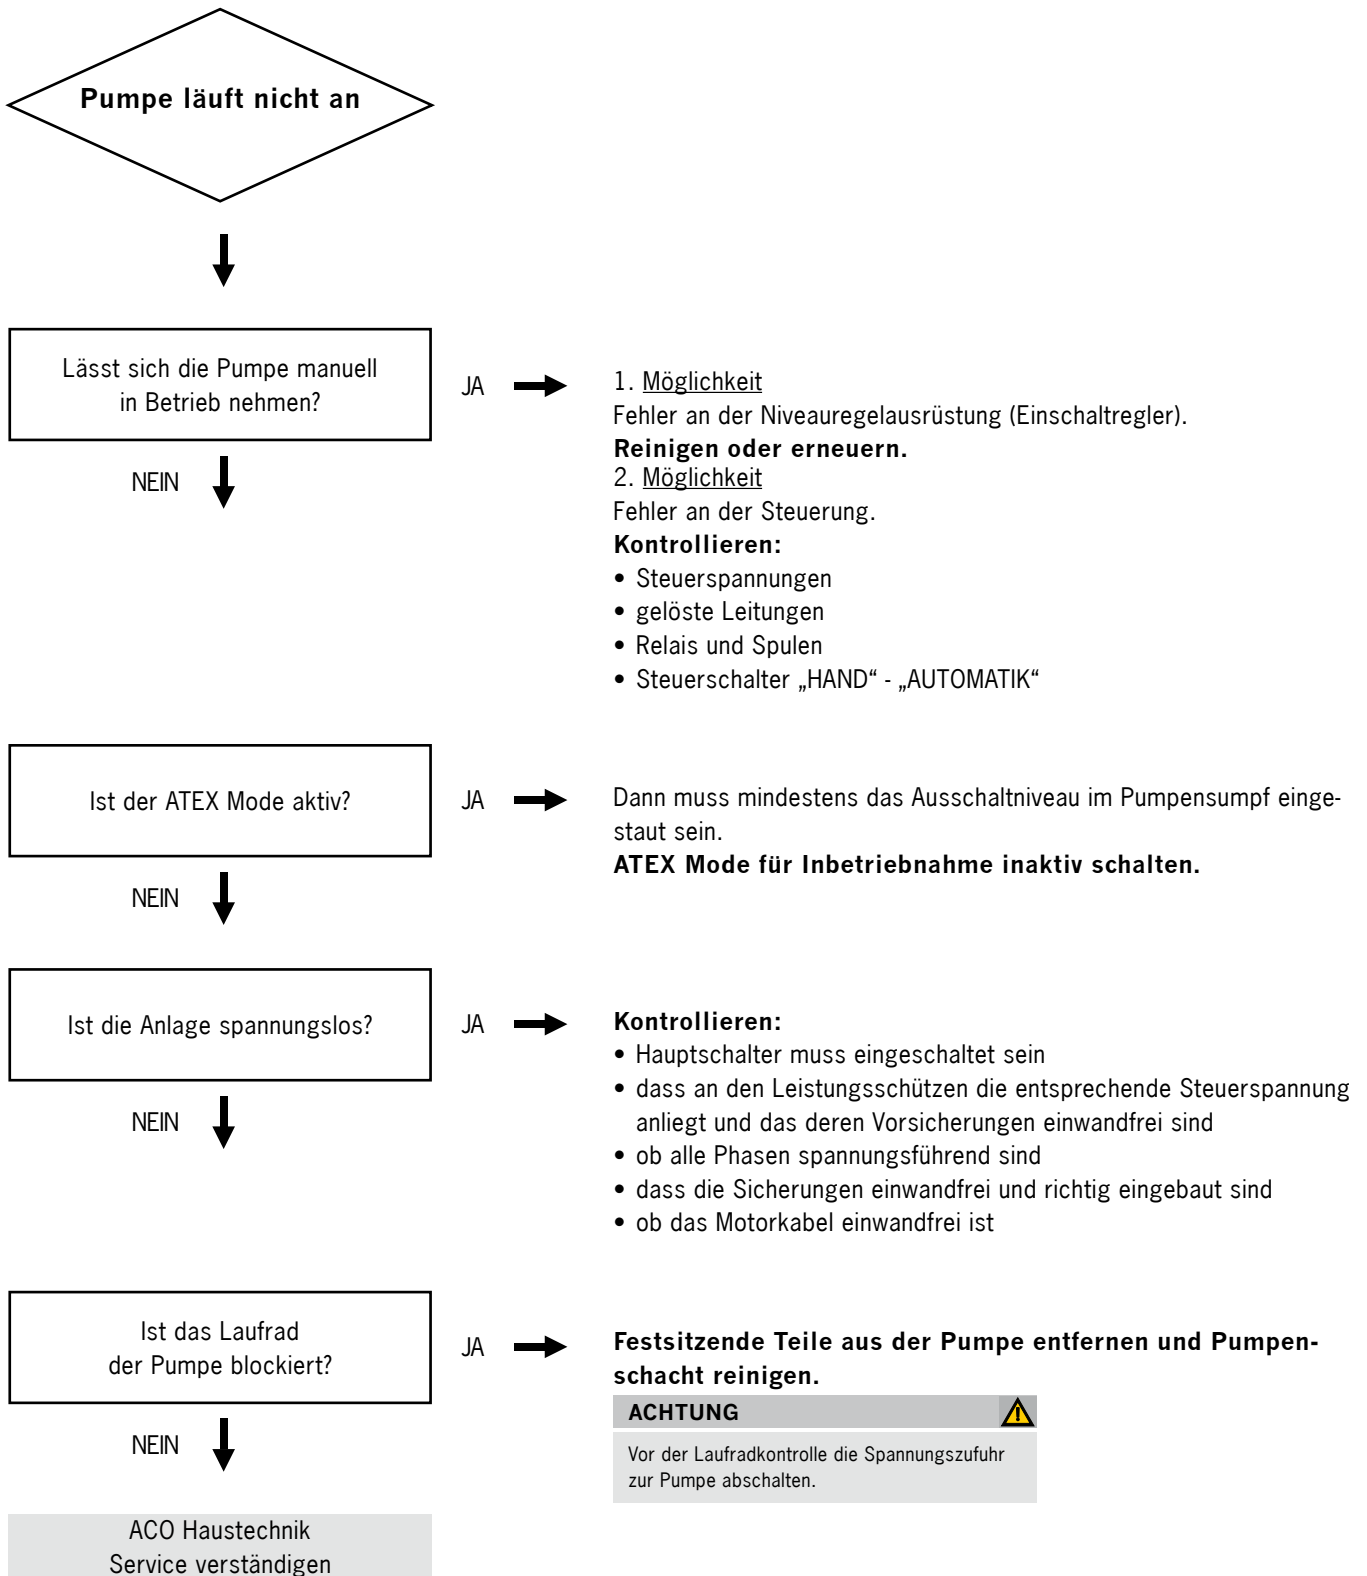 Pumpe läuft nicht an
Lässt sich die Pumpe manuell
in Betrieb nehmen?
JA
1. Möglichkeit
Fehler an der Niveauregelausrüstung (Einschaltregler).
Reinigen oder erneuern.
2. Möglichkeit
Fehler an der Steuerung.
Kontrollieren:
• Steuerspannungen
• gelöste Leitungen
• Relais und Spulen
• Steuerschalter „HAND“ - „AUTOMATIK“
NEIN
Ist der ATEX Mode aktiv?
JA
Dann muss mindestens das Ausschaltniveau im Pumpensumpf einge-
staut sein.
ATEX Mode für Inbetriebnahme inaktiv schalten.
NEIN
Ist die Anlage spannungslos?
JA
Kontrollieren:
• Hauptschalter muss eingeschaltet sein
• dass an den Leistungsschützen die entsprechende Steuerspannung
anliegt und das deren Vorsicherungen einwandfrei sind
• ob alle Phasen spannungsführend sind
• dass die Sicherungen einwandfrei und richtig eingebaut sind
• ob das Motorkabel einwandfrei ist
NEIN
Ist das Laufrad
der Pumpe blockiert?
JA
Festsitzende Teile aus der Pumpe entfernen und Pumpen-
schacht reinigen.
ACHTUNG
Vor der Laufradkontrolle die Spannungszufuhr
zur Pumpe abschalten.
NEIN
ACO Haustechnik
Service verständigen